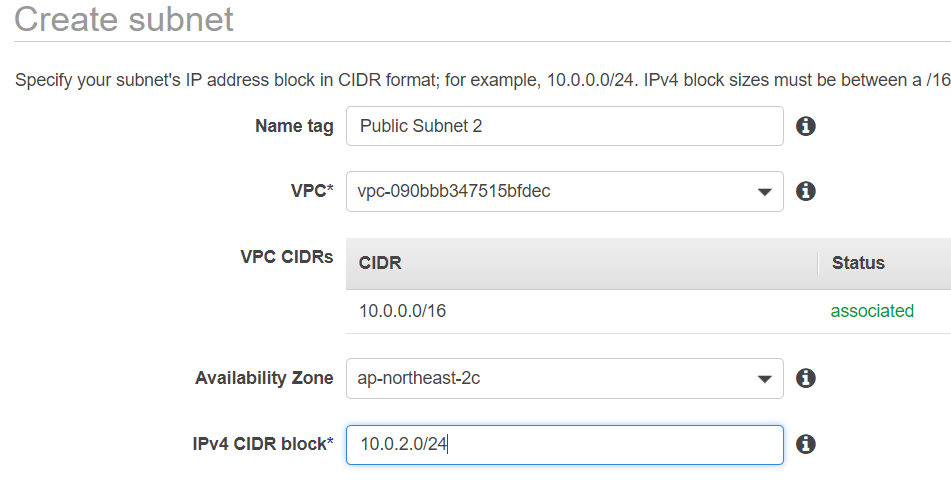 Create subnet
Specify your subnet's IP address block in CIDR format; for example, 10.0.0.0/24. IPv4 block sizes must be between a /16
Name tag Public Subnet 2
VPC* vpc-090bbb347515bfdec
VPC CIDRs CIDR Status
10.0.0.0/16 associated
Availability Zone ap-northeast-2c
IPv4 CIDR block* 10.0.2.0/24